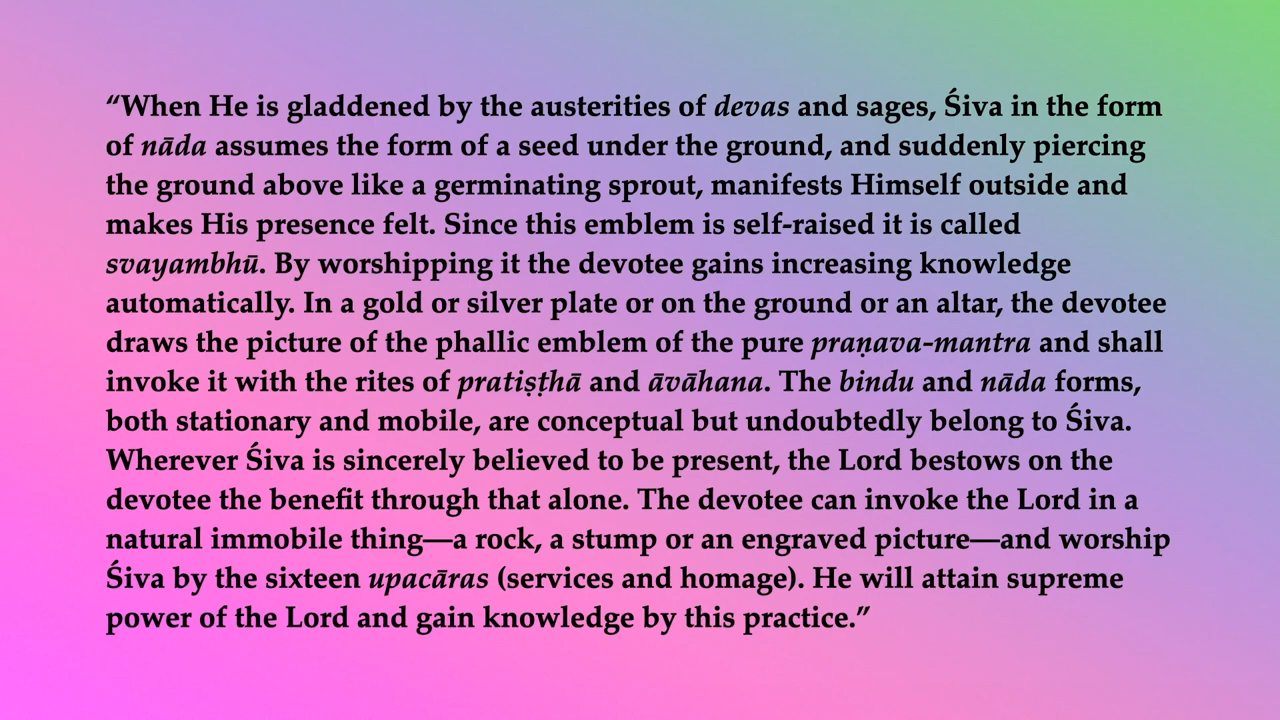 “When He is gladdened by the austerities of devas and sages, Śiva in the form
of nāda assumes the form of a seed under the ground, and suddenly piercing
the ground above like a germinating sprout, manifests Himself outside and
makes His presence felt. Since this emblem is self-raised it is called
svayambhū. By worshipping it the devotee gains increasing knowledge
automatically. In a gold or silver plate or on the ground or an altar, the devotee
draws the picture of the phallic emblem of the pure praṇava-mantra and shall
invoke it with the rites of pratiṣṭhā and āvāhana. The bindu and nāda forms,
both stationary and mobile, are conceptual but undoubtedly belong to Śiva.
Wherever Śiva is sincerely believed to be present, the Lord bestows on the
devotee the benefit through that alone. The devotee can invoke the Lord in a
natural immobile thing—a rock, a stump or an engraved picture—and worship
Śiva by the sixteen upacāras (services and homage). He will attain supreme
power of the Lord and gain knowledge by this practice.”